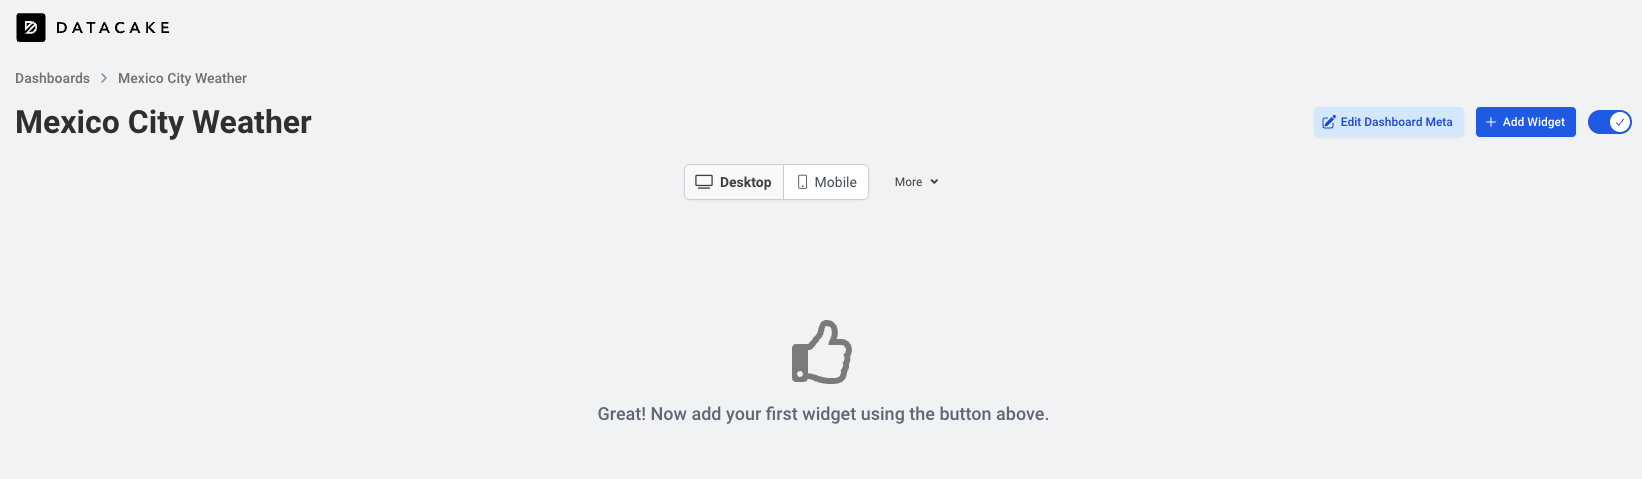 DATACAKE
Dashboards > Mexico City Weather
Mexico City Weather
Edit Dashboard Meta
+ Add Widget
Desktop
Mobile
More
Great! Now add your first widget using the button above.